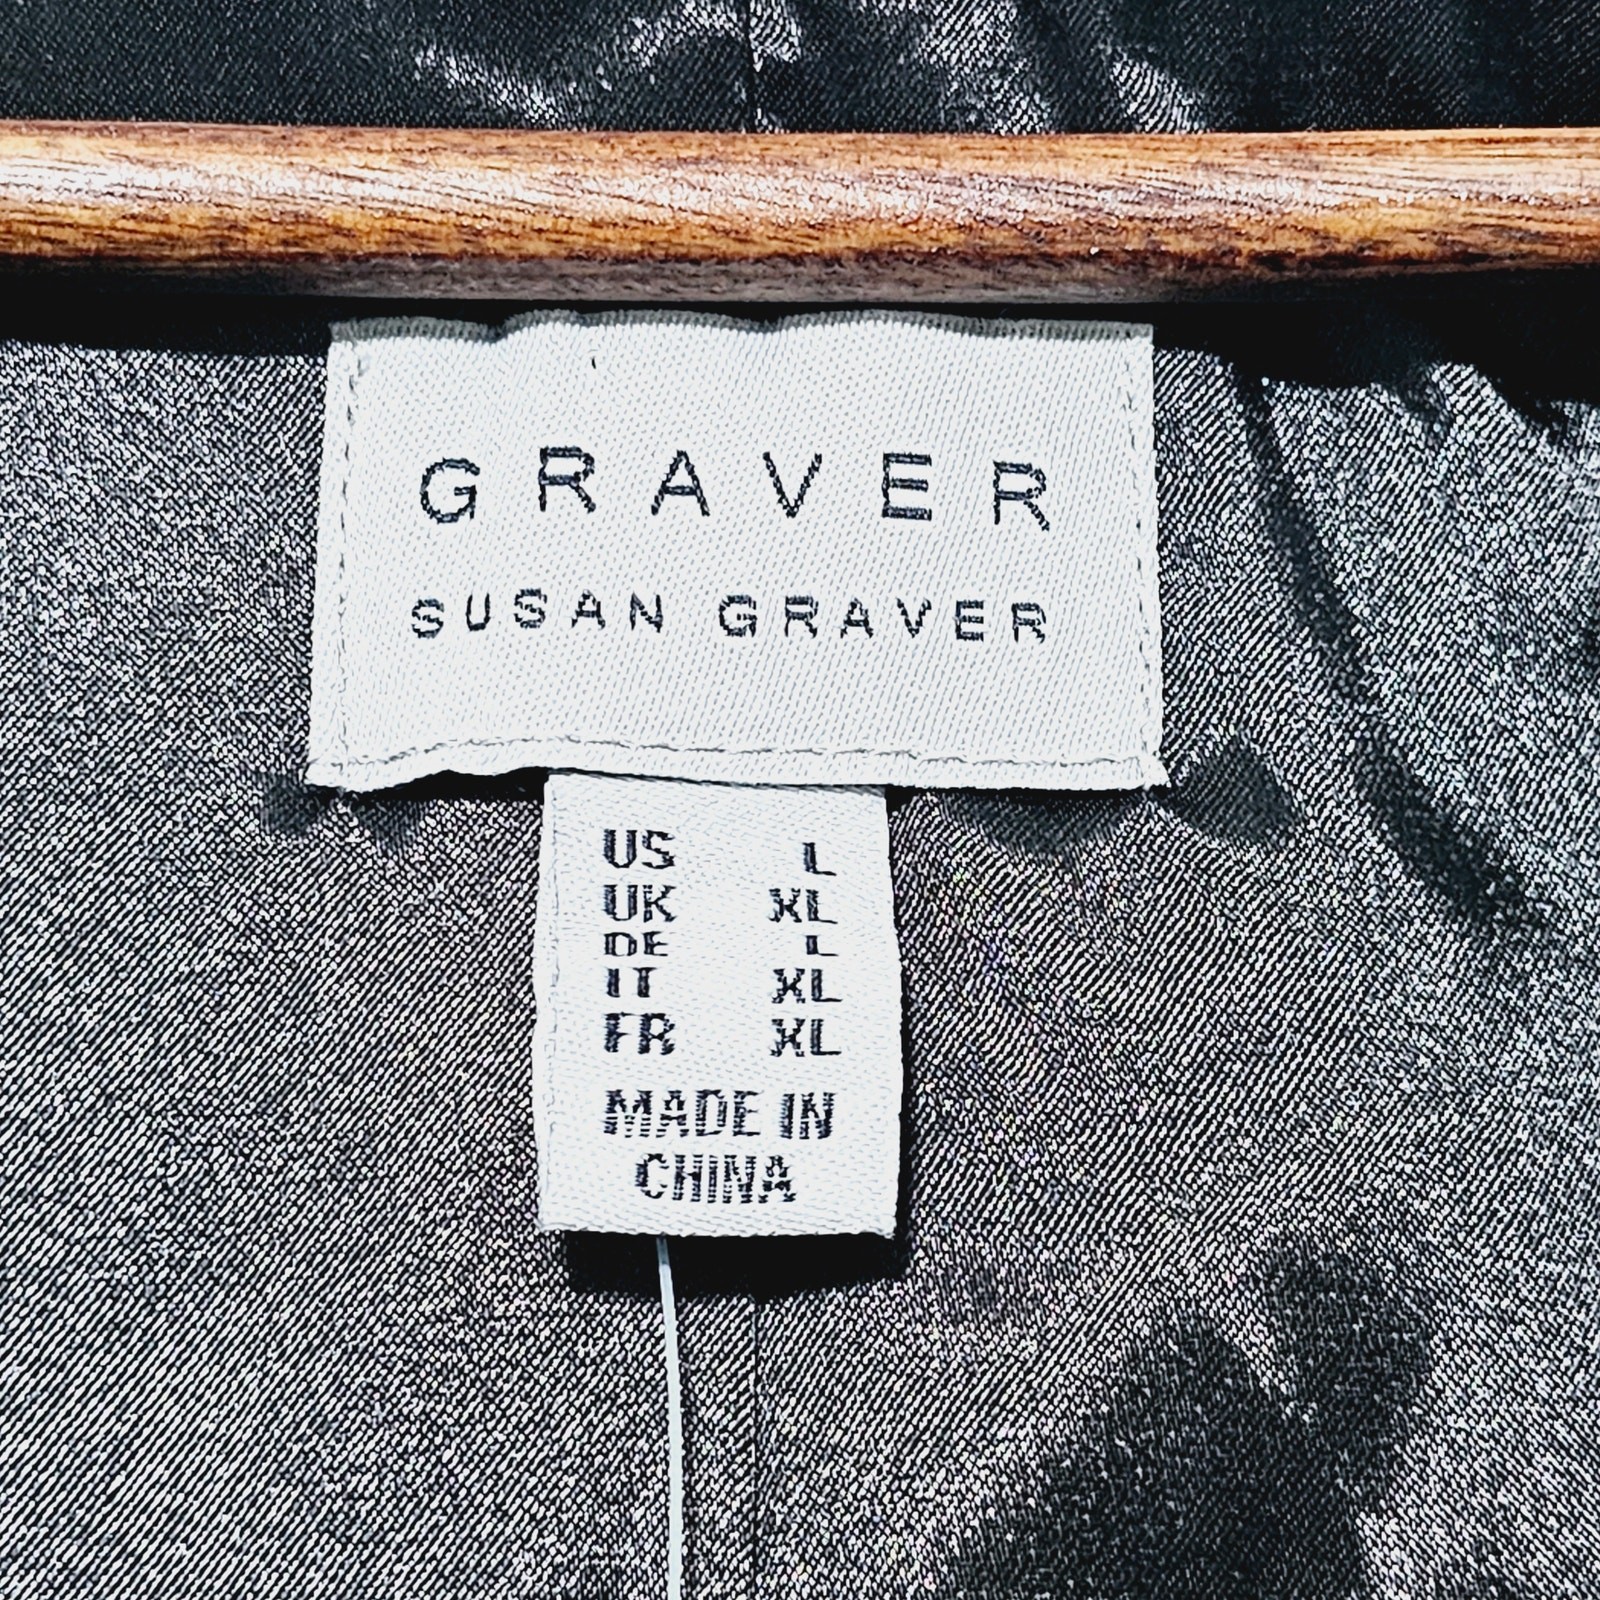 GRAVER
SUSAN GRAVER
US L
UK XL
DE L
IT XL
FR XL
MADE IN
CHINA